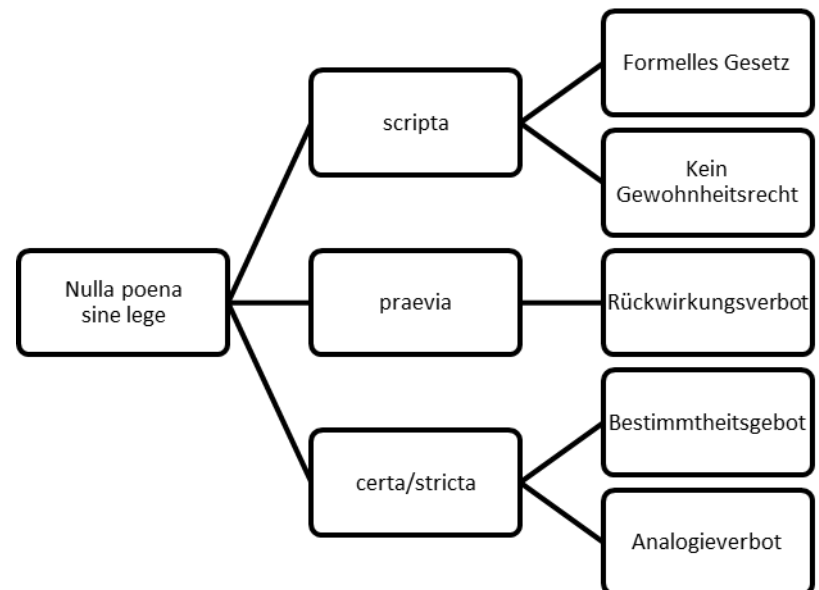 Nulla poena
sine lege
scripta
Formelles Gesetz
Kein
Gewohnheitsrecht
praevia
Rückwirkungsverbot
certa/stricta
Bestimmtheitsgebot
Analogieverbot